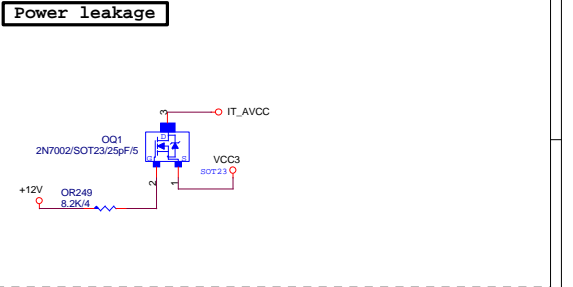 Power leakage
3
IT_AVCC
D
OQ1
2N7002/SOT23/25pF/5
G
S
VCC3
SOT23
2
1
+12V
OR249
8.2K/4